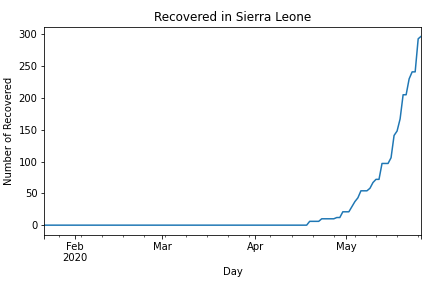 Recovered in Sierra Leone
Number of Recovered
300
250
200
150
100
50
0
Feb
2020
Mar
Apr
May
Day